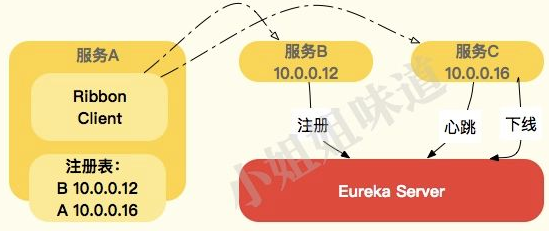 服务A
Ribbon
Client
注册表：
B 10.0.0.12
A 10.0.0.16
服务B
10.0.0.12
服务C
10.0.0.16
注册
心跳
下线
Eureka Server
小姐姐味道